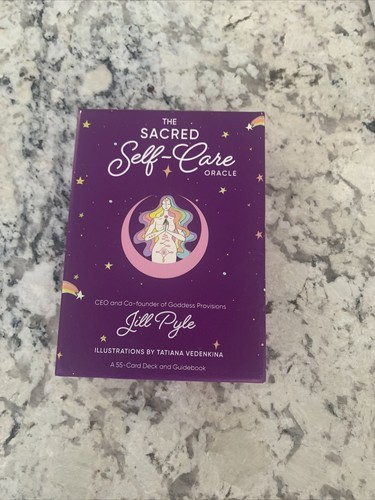 THE
SACRED
Self-Care
ORACLE
CEO and Co-founder of Goddess Provisions
Jill Pyle
ILLUSTRATIONS BY TATIANA VEDENKINA
A 55-Card Deck and Guidebook